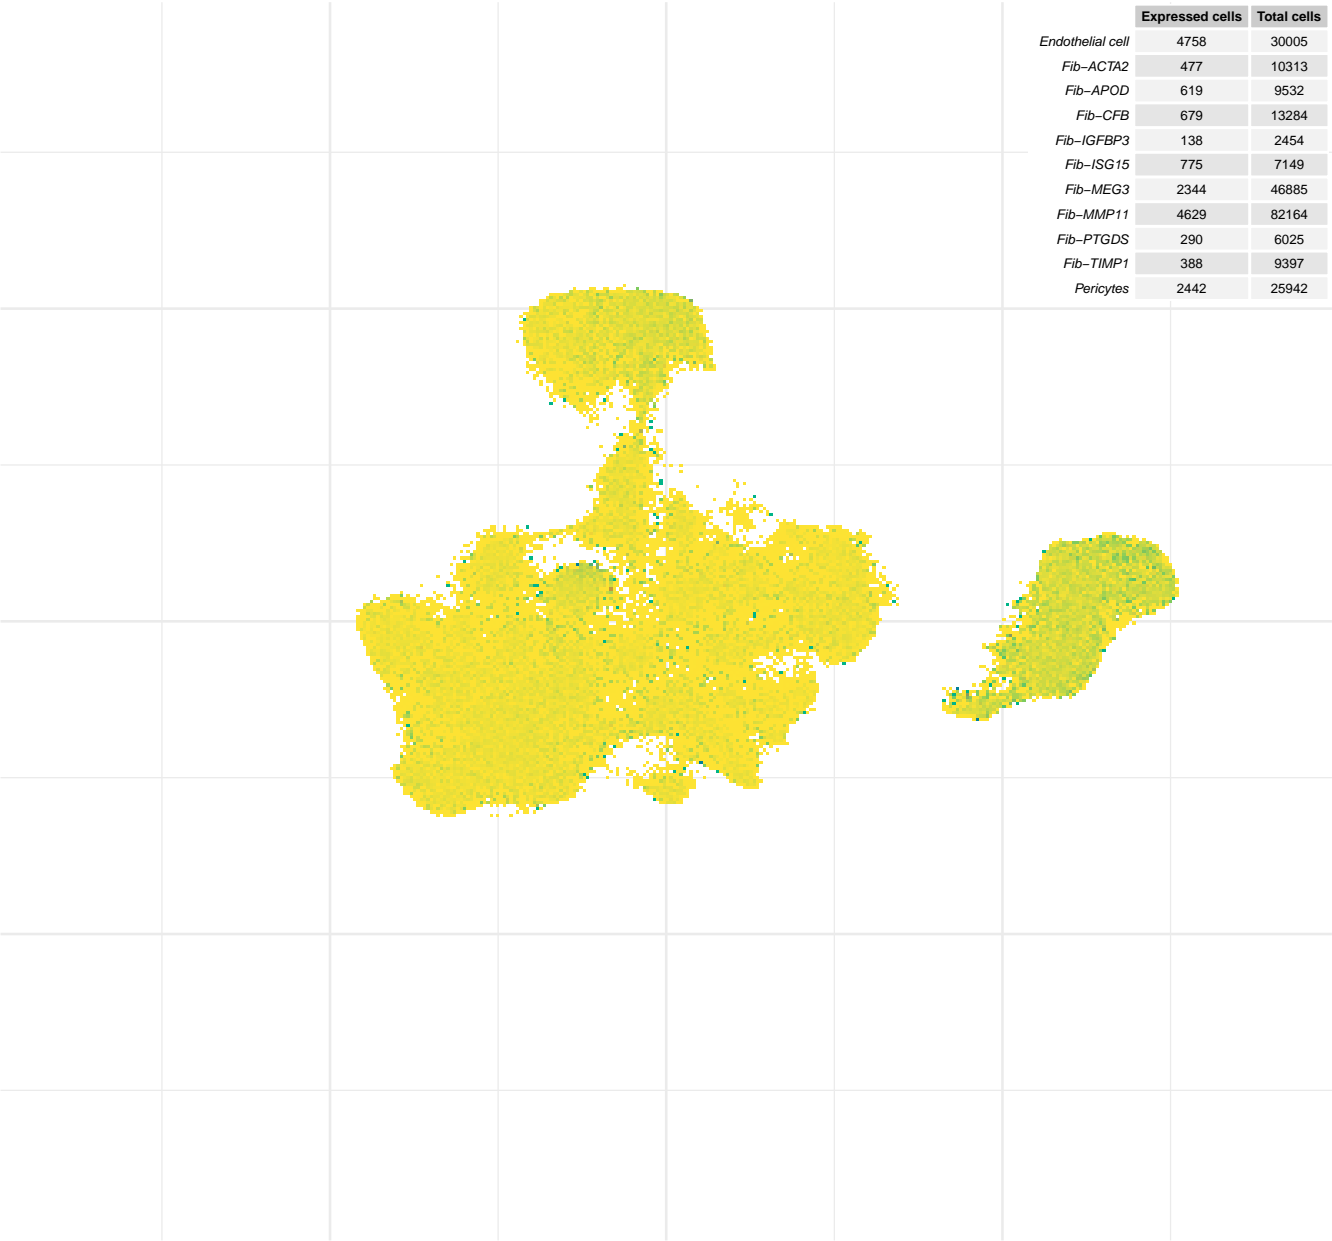 Expressed cells Total cells
Endothelial cell 4758 30005
Fib−ACTA2 477 10313
Fib−APOD 619 9532
Fib−CFB 679 13284
Fib−IGFBP3 138 2454
Fib−ISG15 775 7149
Fib−MEG3 2344 46885
Fib−MMP11 4629 82164
Fib−PTGDS 290 6025
Fib−TIMP1 388 9397
Pericytes 2442 25942